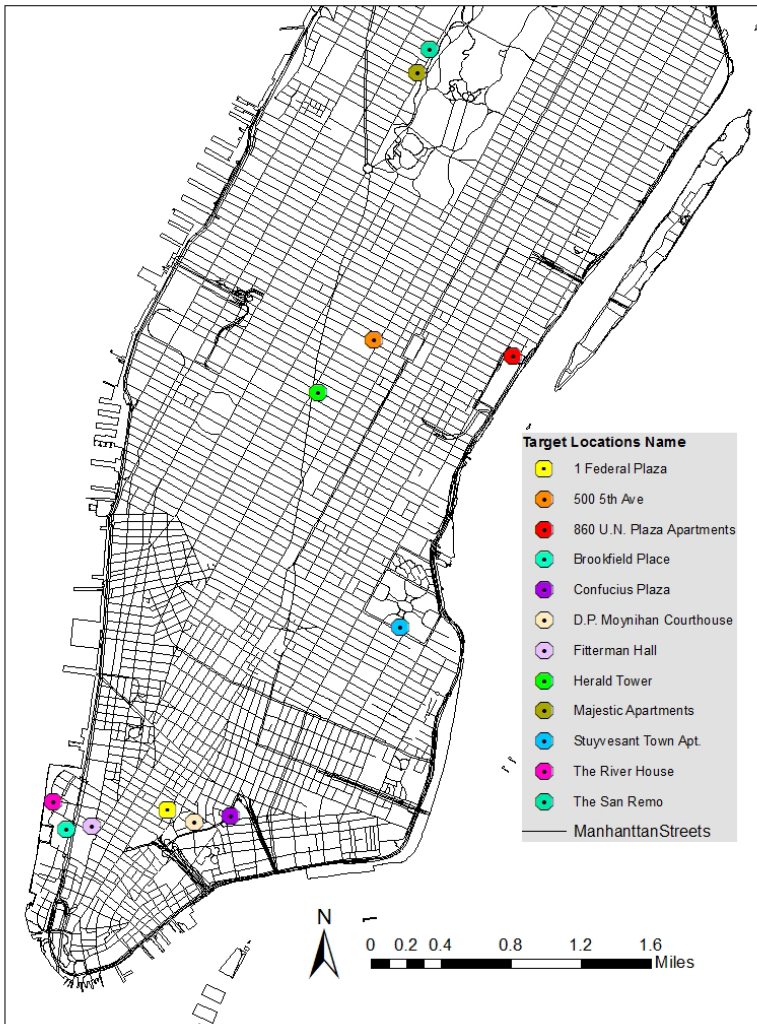 Target Locations Name
1 Federal Plaza
500 5th Ave
860 U.N. Plaza Apartments
Brookfield Place
Confucius Plaza
D.P. Moynihan Courthouse
Fitterman Hall
Herald Tower
Majestic Apartments
Stuyvesant Town Apt.
The River House
The San Remo
ManhanttanStreets
N
0 0.2 0.4 0.8 1.2 1.6
Miles